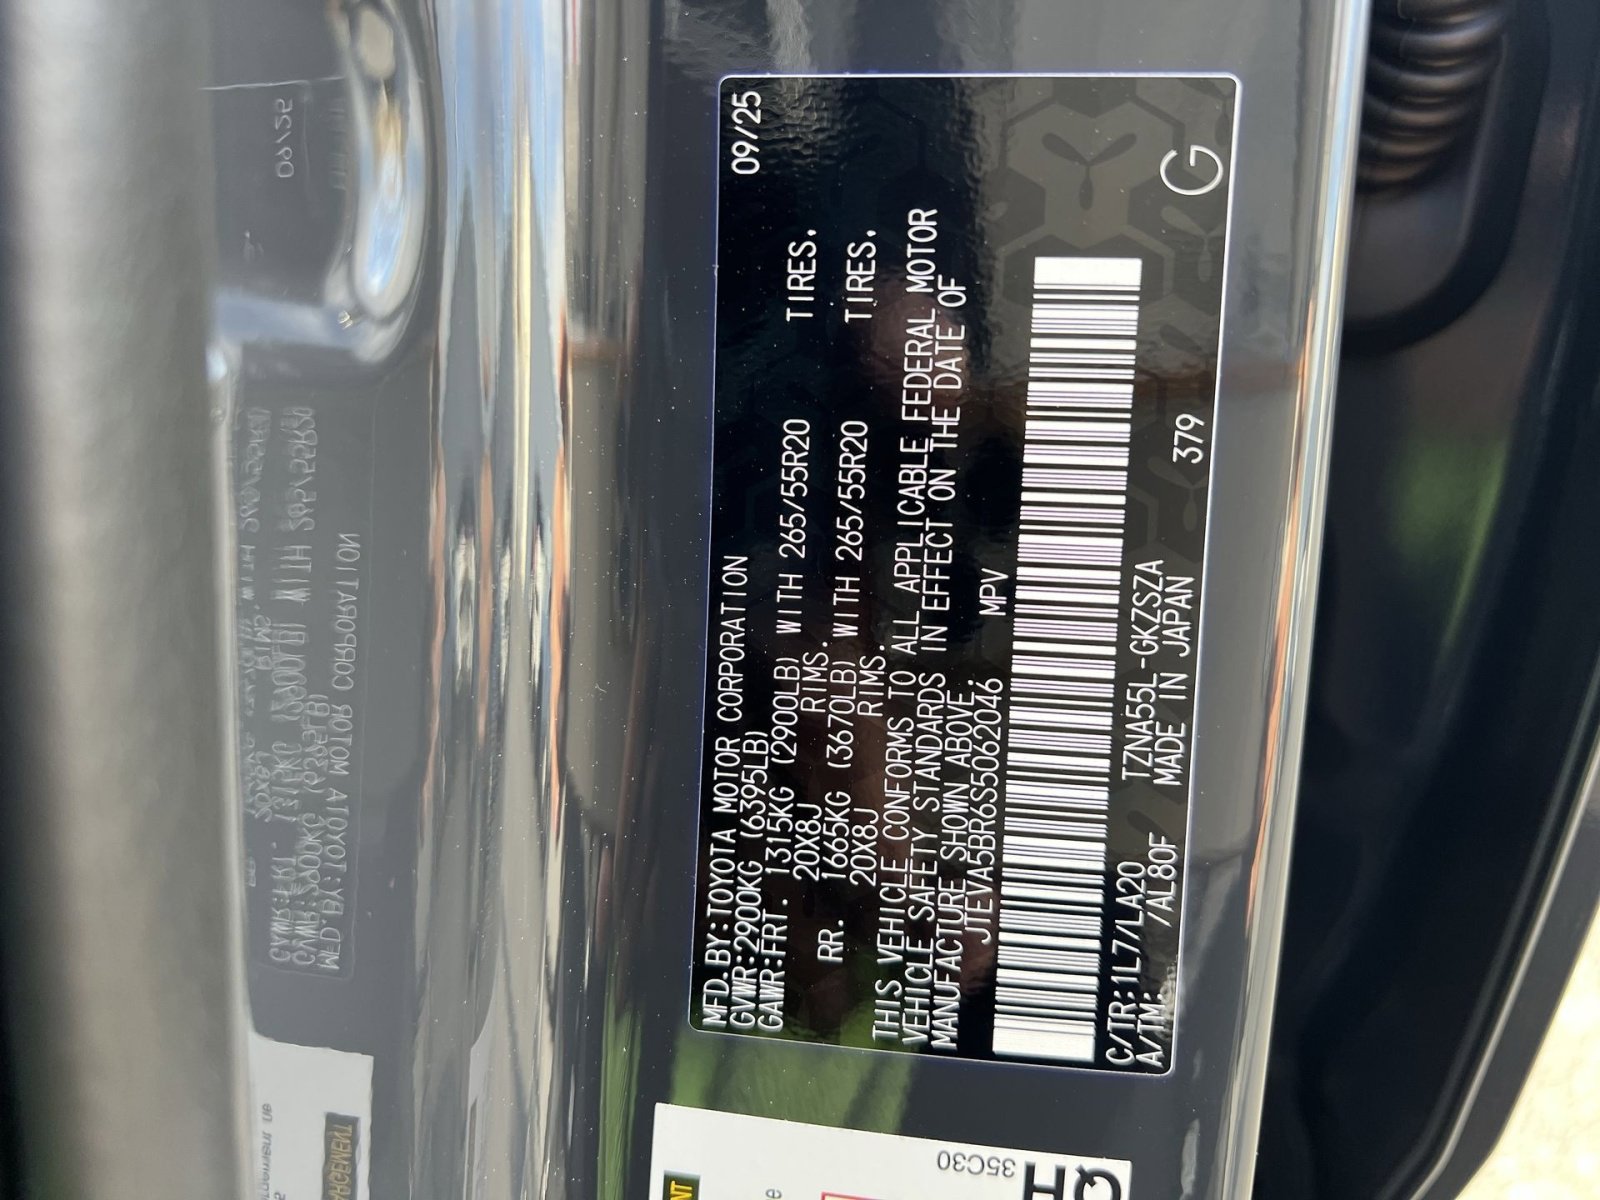 MFD.BY:TOYOTA MOTOR CORPORATION 09/25
GVWR:2900KG (6395LB)
GAWR:FRT. 1315KG (2900LB) WITH 265/55R20 TIRES,
20X8J RIMS.
RR. 1665KG (3670LB) WITH 265/55R20 TIRES,
20X8J RIMS.
THIS VEHICLE CONFORMS TO ALL APPLICABLE FEDERAL MOTOR
VEHICLE SAFETY STANDARDS IN EFFECT ON THE DATE OF
MANUFACTURE SHOWN ABOVE.
JTEVA5BR6S5062046 MPV
C/TR:1L7/LA20 TZNA55L-GKZSZA 379 G
A/TM: /AL80F MADE IN JAPAN
35C30